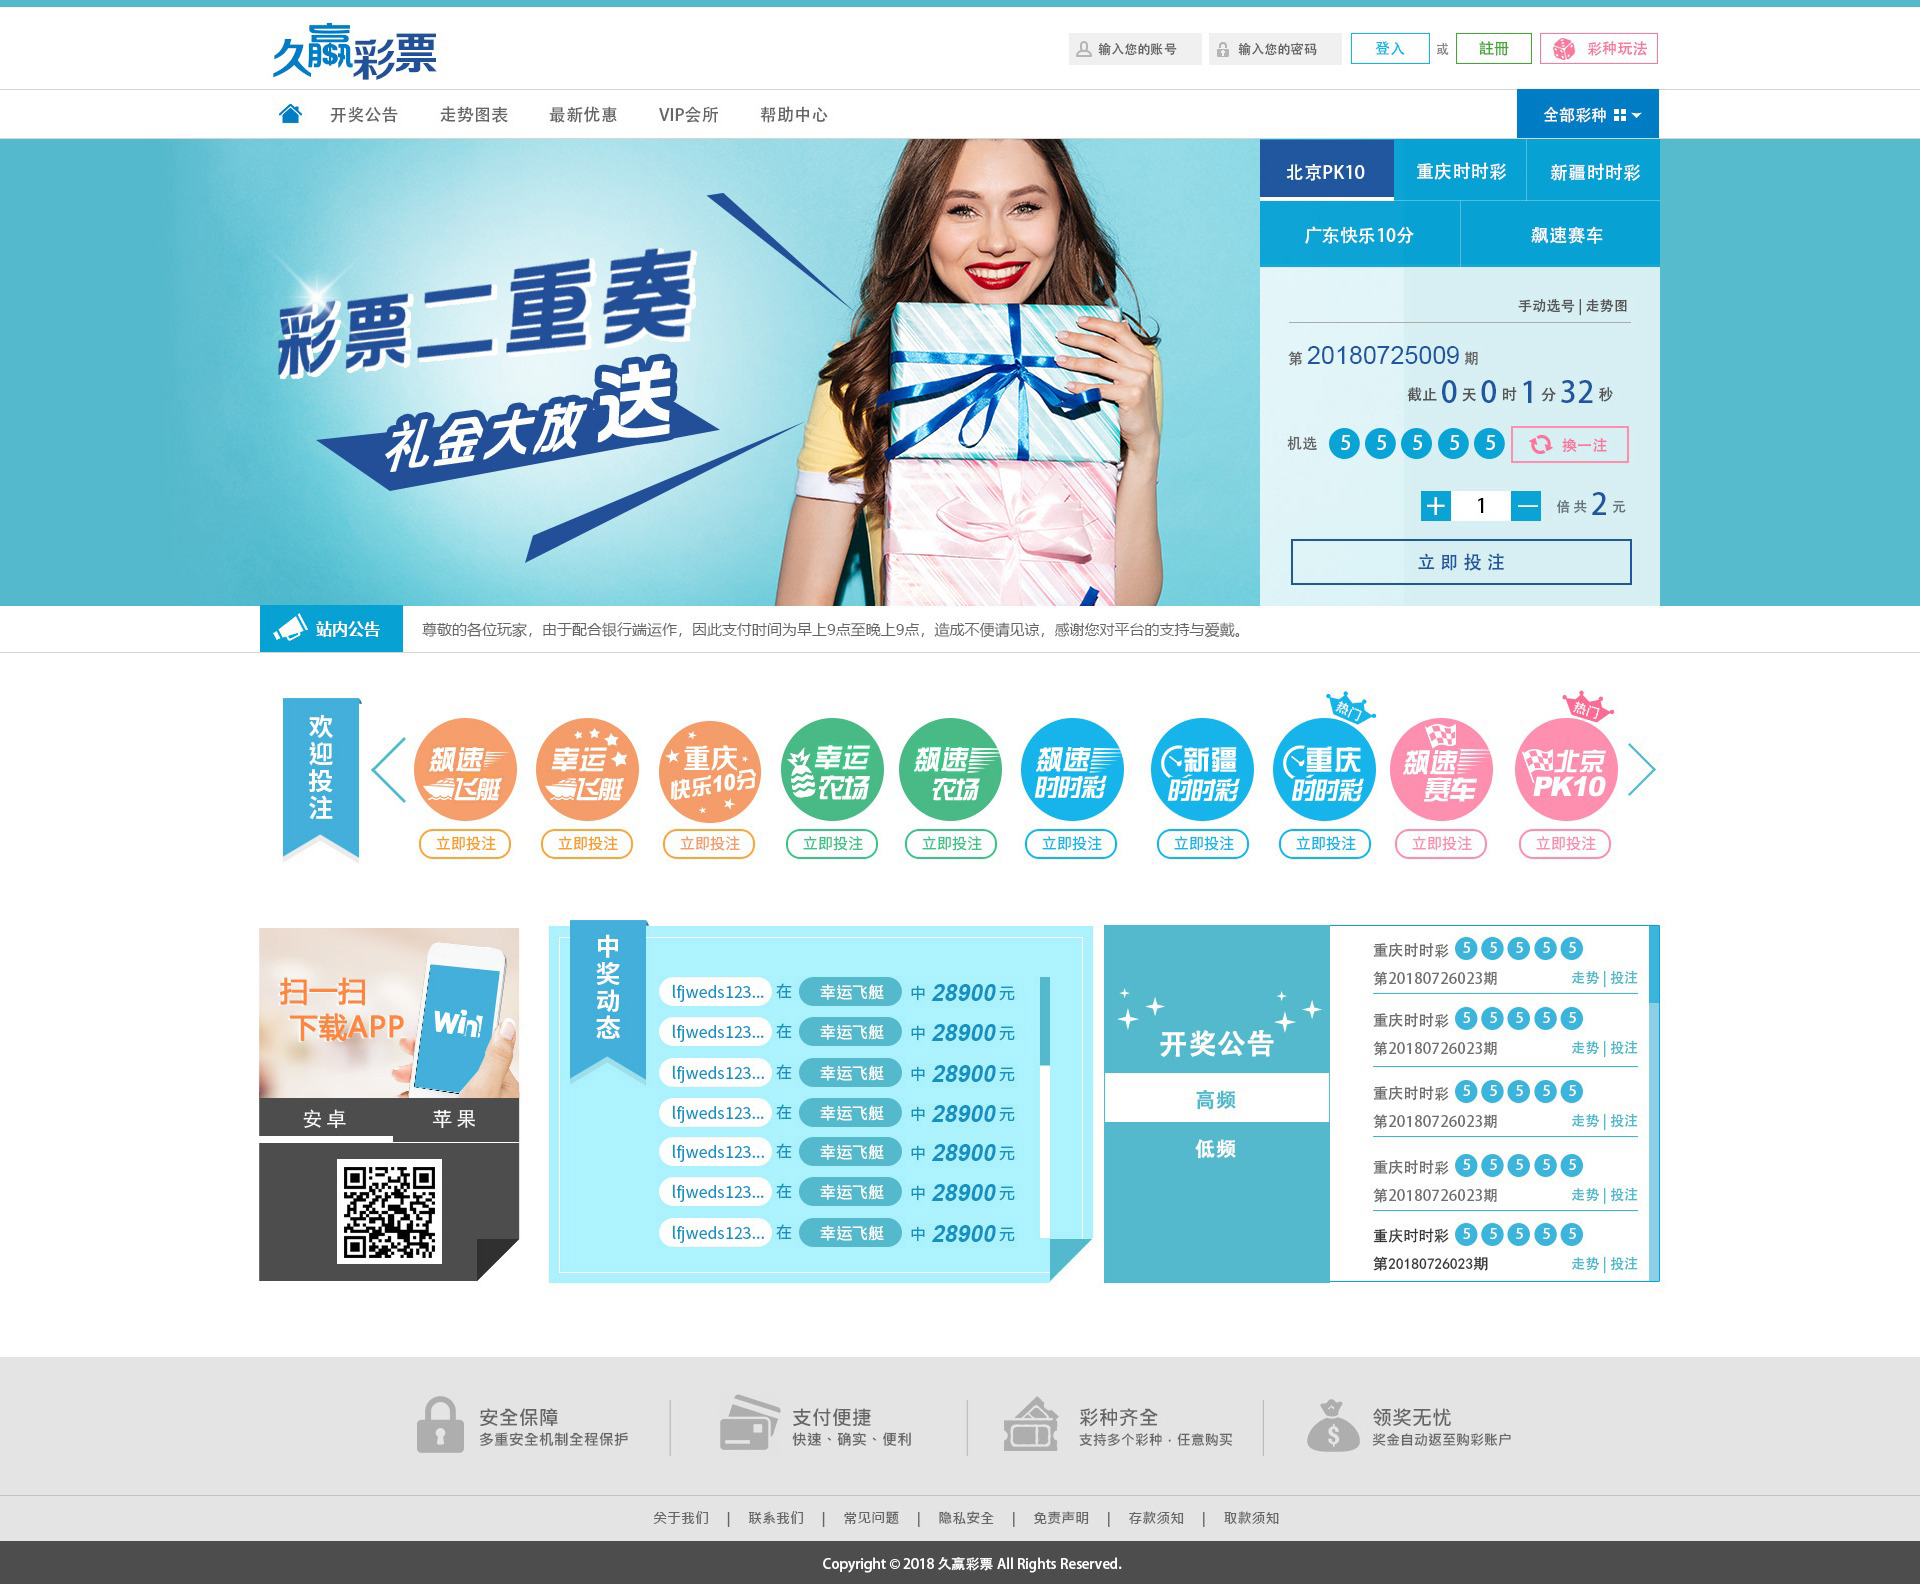 久赢彩票
输入您的账号
输入您的密码
登入
或
註冊
彩种玩法
开奖公告
走势图表
最新优惠
VIP会所
帮助中心
全部彩种
彩票二重奏
礼金大放送
北京PK10
重庆时时彩
新疆时时彩
广东快乐10分
飙速赛车
手动选号 | 走势图
第 20180725009 期
截止 0 天 0 时 1 分 32 秒
机选 5 5 5 5 5 换一注
+ 1 — 倍 共 2 元
立即投注
站内公告
尊敬的各位玩家，由于配合银行端运作，因此支付时间为早上9点至晚上9点，造成不便请见谅，感谢您对平台的支持与爱戴。
欢迎投注
飙速飞艇
立即投注
幸运飞艇
立即投注
重庆快乐10分
立即投注
幸运农场
立即投注
飙速农场
立即投注
飙速时时彩
立即投注
新疆时时彩
立即投注
热门
重庆时时彩
立即投注
飙速赛车
立即投注
热门
北京PK10
立即投注
扫一扫
下载APP
Win!
安卓
苹果
中奖动态
lfjweds123... 在 幸运飞艇 中 28900 元
lfjweds123... 在 幸运飞艇 中 28900 元
lfjweds123... 在 幸运飞艇 中 28900 元
lfjweds123... 在 幸运飞艇 中 28900 元
lfjweds123... 在 幸运飞艇 中 28900 元
lfjweds123... 在 幸运飞艇 中 28900 元
lfjweds123... 在 幸运飞艇 中 28900 元
开奖公告
高频
低频
重庆时时彩 5 5 5 5 5
第20180726023期 走势 | 投注
重庆时时彩 5 5 5 5 5
第20180726023期 走势 | 投注
重庆时时彩 5 5 5 5 5
第20180726023期 走势 | 投注
重庆时时彩 5 5 5 5 5
第20180726023期 走势 | 投注
重庆时时彩 5 5 5 5 5
第20180726023期 走势 | 投注
安全保障
多重安全机制全程保护
支付便捷
快速、确实、便利
彩种齐全
支持多个彩种·任意购买
$
领奖无忧
奖金自动返至购彩账户
关于我们 | 联系我们 | 常见问题 | 隐私安全 | 免责声明 | 存款须知 | 取款须知
Copyright © 2018 久赢彩票 All Rights Reserved.